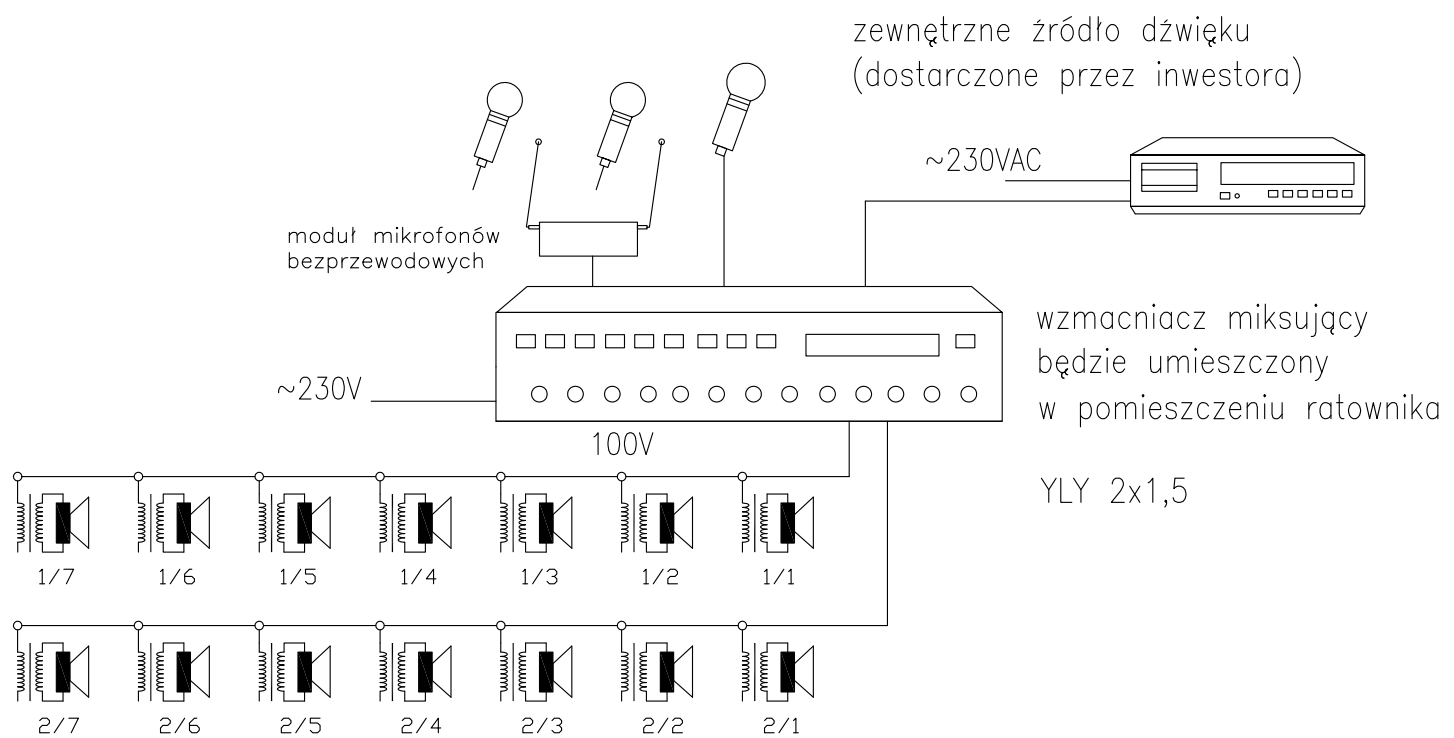 zewnętrzne źródło dźwięku
(dostarczone przez inwestora)
~230VAC
moduł mikrofonów
bezprzewodowych
wzmacniacz miksujący
będzie umieszczony
w pomieszczeniu ratownika
~230V
100V
YLY 2x1,5
1/7 1/6 1/5 1/4 1/3 1/2 1/1
2/7 2/6 2/5 2/4 2/3 2/2 2/1